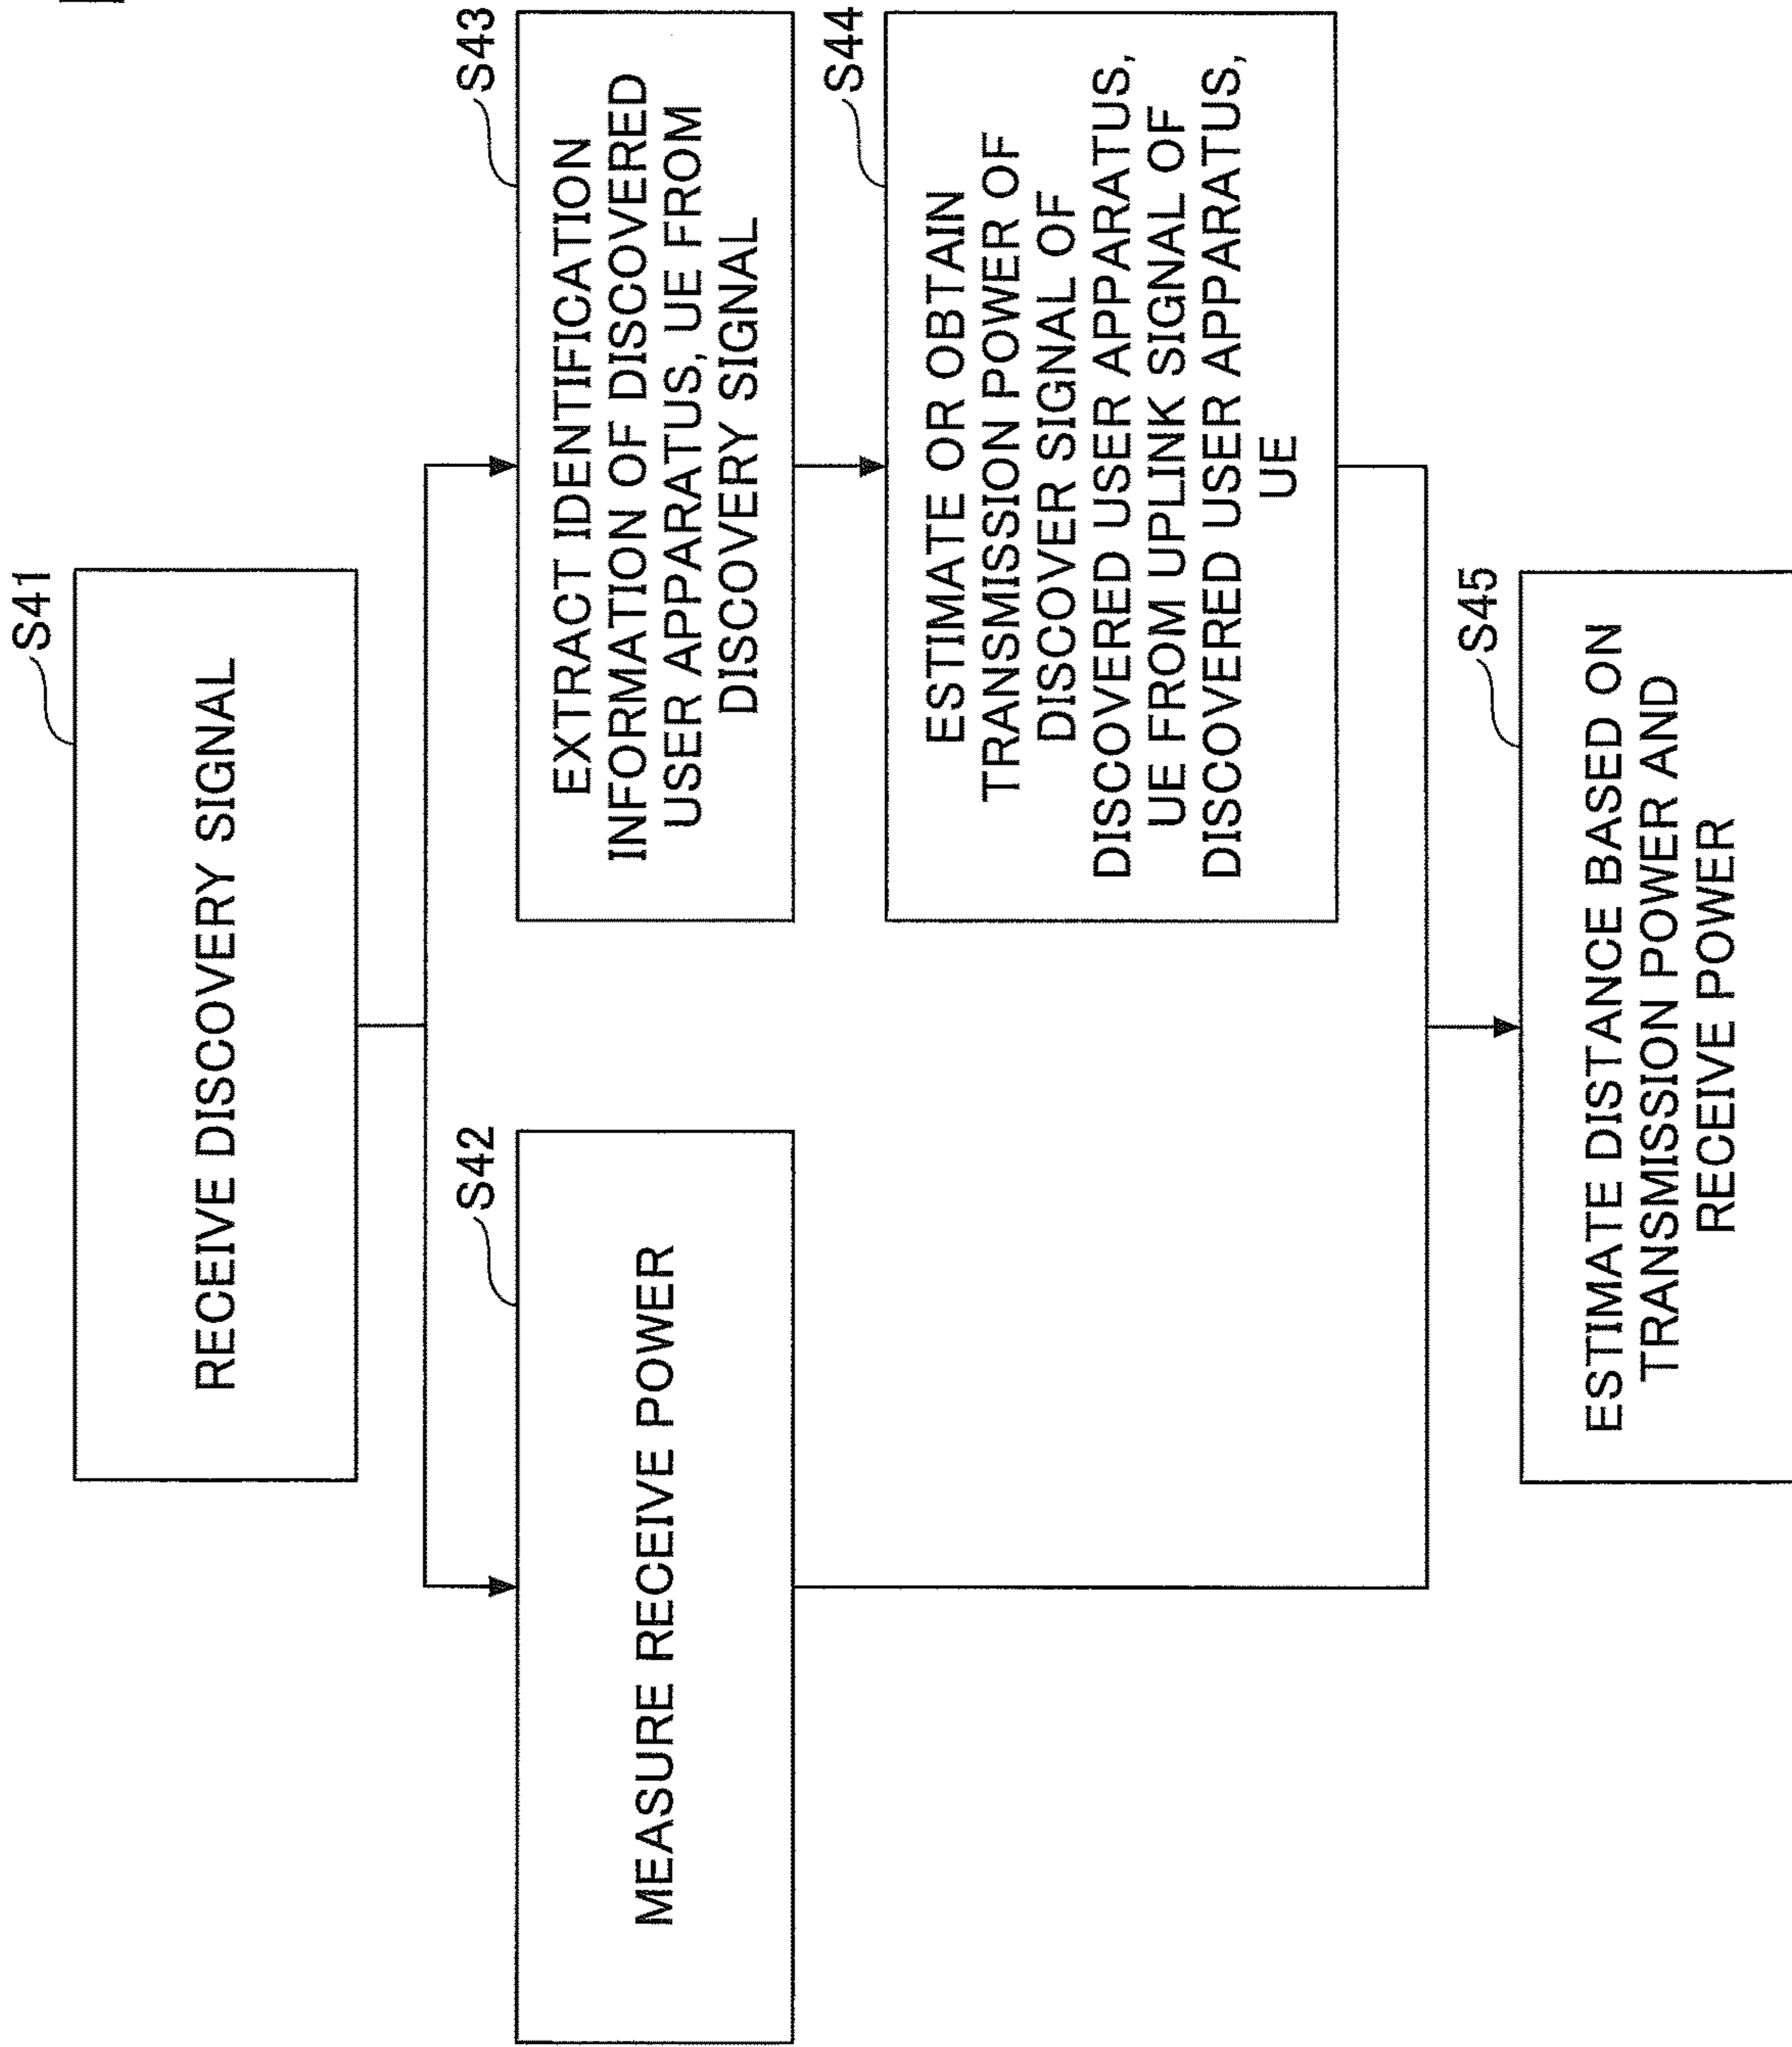 S41
RECEIVE DISCOVERY SIGNAL
S42
MEASURE RECEIVE POWER
S43
EXTRACT IDENTIFICATION
INFORMATION OF DISCOVERED
USER APPARATUS, UE FROM
DISCOVERY SIGNAL
S44
ESTIMATE OR OBTAIN
TRANSMISSION POWER OF
DISCOVER SIGNAL OF
DISCOVERED USER APPARATUS,
UE FROM UPLINK SIGNAL OF
DISCOVERED USER APPARATUS,
UE
S45
ESTIMATE DISTANCE BASED ON
TRANSMISSION POWER AND
RECEIVE POWER